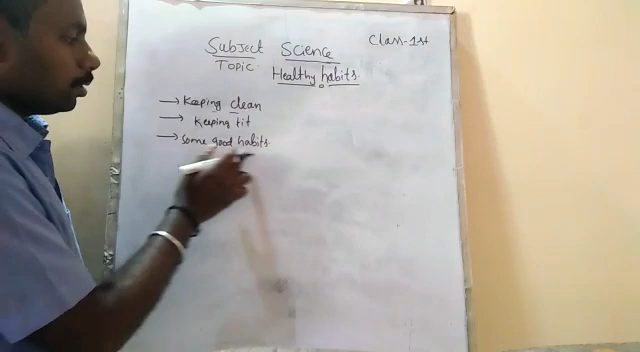 Class-1st
Subject Science
Topic Healthy habits.
→ Keeping clean
→ Keeping fit
→ Some good habits.